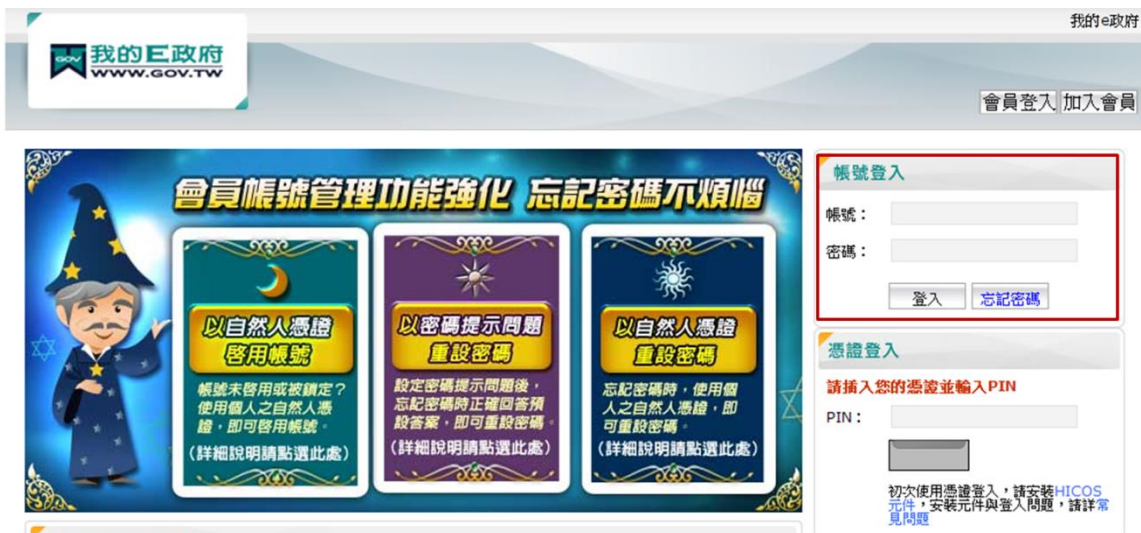 我的e政府
GOV 我的E政府
WWW.GOV.TW
會員登入 加入會員
會員帳號管理功能強化 忘記密碼不煩惱
以自然人憑證
啓用帳號
帳號未啓用或被鎖定？
使用個人之自然人憑
證，即可啓用帳號。
(詳細說明請點選此處)
以密碼提示問題
重設密碼
設定密碼提示問題後，
忘記密碼時正確回答預
設答案，即可重設密碼。
(詳細說明請點選此處)
以自然人憑證
重設密碼
忘記密碼時，使用個
人之自然人憑證，即
可重設密碼。
(詳細說明請點選此處)
帳號登入
帳號：
密碼：
登入 忘記密碼
憑證登入
請插入您的憑證並輸入PIN
PIN：
初次使用憑證登入，請安裝HICOS
元件，安裝元件與登入問題，請詳常
見問題